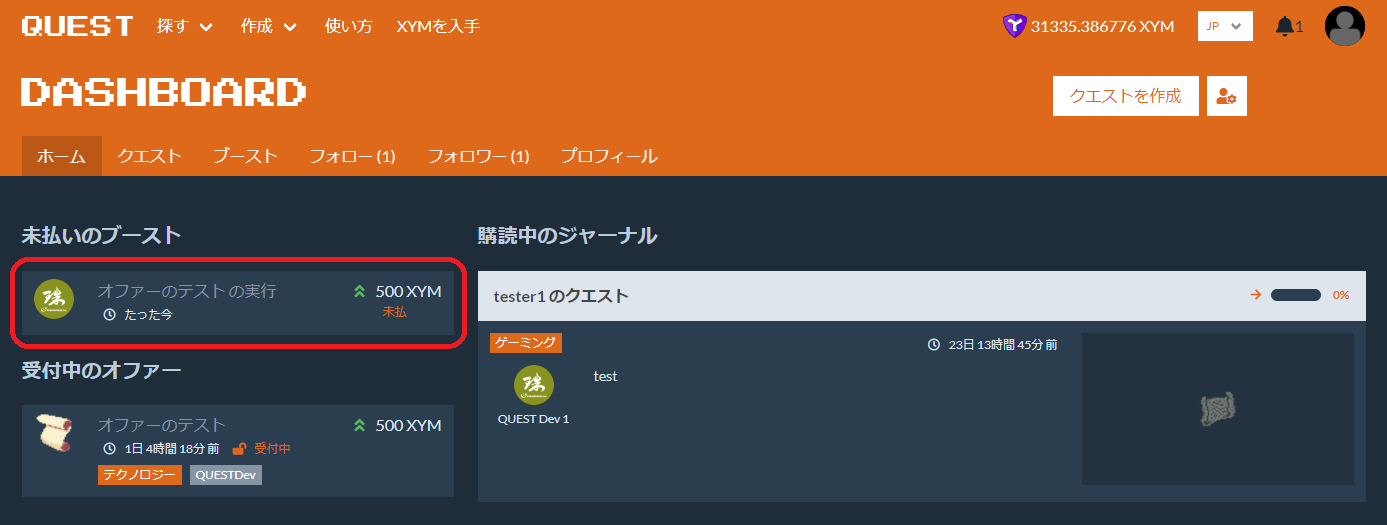 QUEST 探す 作成 使い方 XYMを入手 31335.386776 XYM JP 1
DASHBOARD クエストを作成
ホーム クエスト ブースト フォロー (1) フォロワー (1) プロフィール
未払いのブースト
オファーのテスト の実行 500 XYM
たった今 未払
受付中のオファー
オファーのテスト 500 XYM
1日 4時間 18分 前 受付中
テクノロジー QUESTDev
購読中のジャーナル
tester1 のクエスト 0%
ゲーミング 23日 13時間 45分 前
test
QUEST Dev 1